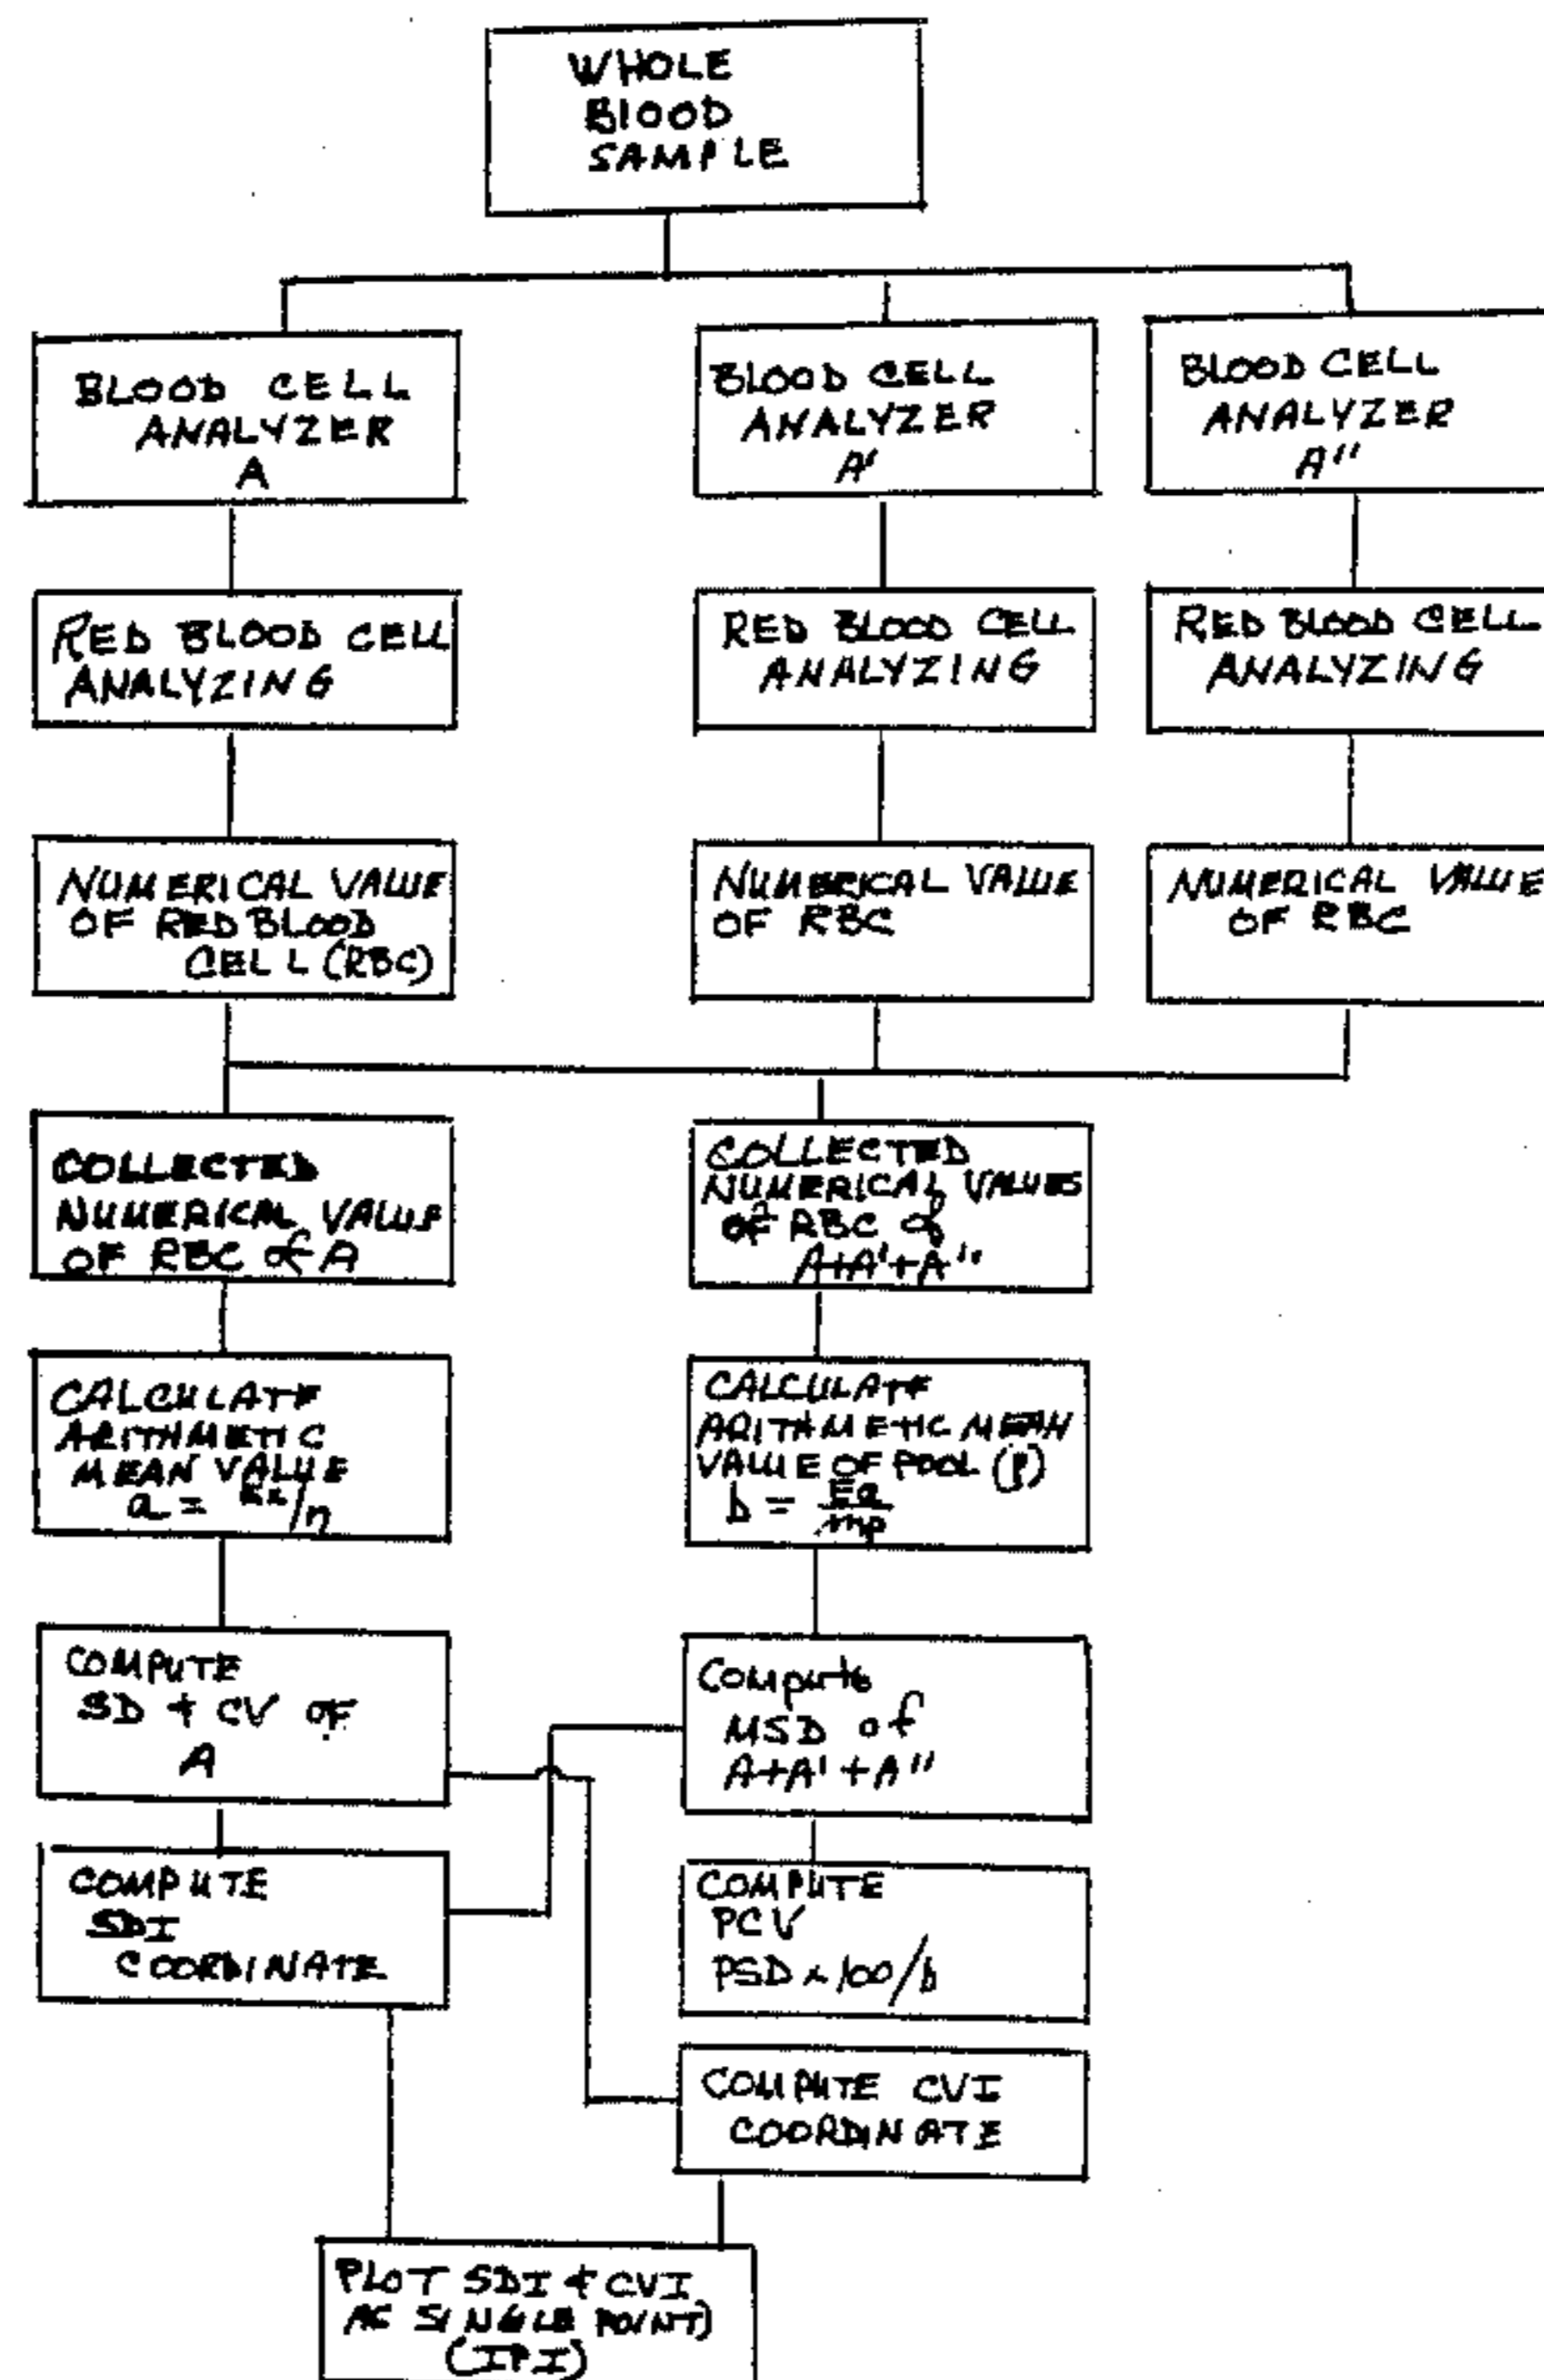 WHOLE
BLOOD
SAMPLE
BLOOD CELL
ANALYZER
A
BLOOD CELL
ANALYZER
A'
BLOOD CELL
ANALYZER
A"
RED BLOOD CELL
ANALYZING
RED BLOOD CELL
ANALYZING
RED BLOOD CELL
ANALYZING
NUMERICAL VALUE
OF RED BLOOD
CELL (RBC)
NUMERICAL VALUE
OF RBC
NUMERICAL VALUE
OF RBC
COLLECTED
NUMERICAL VALUE
OF RBC of A
COLLECTED
NUMERICAL VALUES
of RBC of
A+A'+A"
CALCULATE
ARITHMETIC
MEAN VALUE
a = Ex/n
CALCULATE
ARITHMETIC MEAN
VALUE OF POOL (P)
b = Ea
mp
COMPUTE
SD + CV OF
A
Compute
MSD of
A+A'+A"
COMPUTE
SDI
COORDINATE
COMPUTE
PCV
PSD x 100/b
COMPUTE CVI
COORDINATE
PLOT SDI + CVI
AS SINGLE POINT)
(IPI)